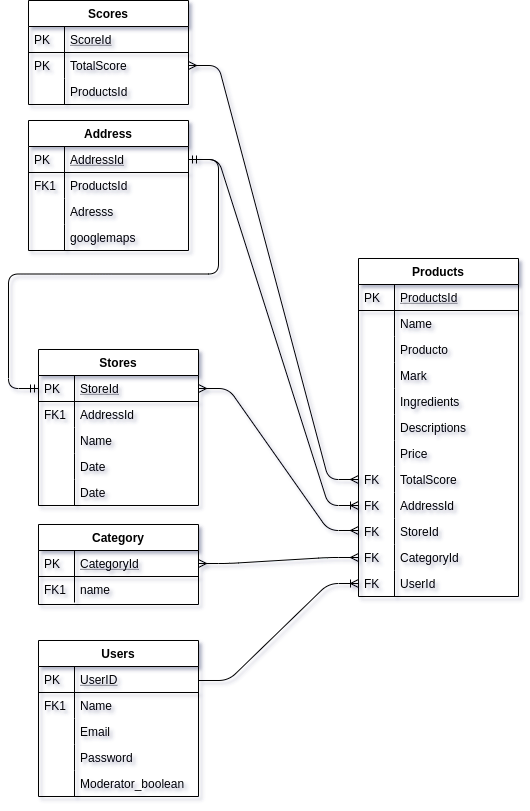 Scores
PK ScoreId
PK TotalScore
ProductsId
Address
PK AddressId
FK1 ProductsId
Adresss
googlemaps
Stores
PK StoreId
FK1 AddressId
Name
Date
Date
Category
PK CategoryId
FK1 name
Users
PK UserID
FK1 Name
Email
Password
Moderator_boolean
Products
PK ProductsId
Name
Producto
Mark
Ingredients
Descriptions
Price
FK TotalScore
FK AddressId
FK StoreId
FK CategoryId
FK UserId